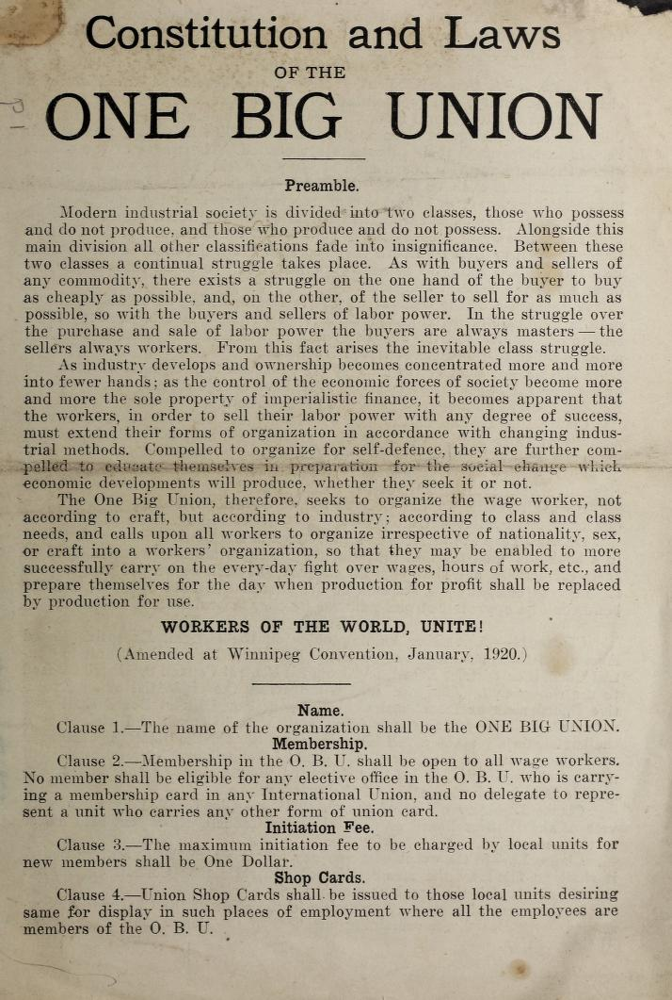 Constitution and Laws
OF THE
ONE BIG UNION
Preamble.
Modern industrial society is divided into two classes, those who possess
and do not produce, and those who produce and do not possess. Alongside this
main division all other classifications fade into insignificance. Between these
two classes a continual struggle takes place. As with buyers and sellers of
any commodity, there exists a struggle on the one hand of the buyer to buy
as cheaply as possible, and, on the other, of the seller to sell for as much as
possible, so with the buyers and sellers of labor power. In the struggle over
the purchase and sale of labor power the buyers are always masters — the
sellers always workers. From this fact arises the inevitable class struggle.
As industry develops and ownership becomes concentrated more and more
into fewer hands; as the control of the economic forces of society become more
and more the sole property of imperialistic finance, it becomes apparent that
the workers, in order to sell their labor power with any degree of success,
must extend their forms of organization in accordance with changing indus-
trial methods. Compelled to organize for self-defence, they are further com-
pelled to educate themselves in preparation for the social change which
economic developments will produce, whether they seek it or not.
The One Big Union, therefore, seeks to organize the wage worker, not
according to craft, but according to industry; according to class and class
needs, and calls upon all workers to organize irrespective of nationality, sex,
or craft into a workers' organization, so that they may be enabled to more
successfully carry on the every-day fight over wages, hours of work, etc., and
prepare themselves for the day when production for profit shall be replaced
by production for use.
WORKERS OF THE WORLD, UNITE!
(Amended at Winnipeg Convention, January, 1920.)
Name.
Clause 1.—The name of the organization shall be the ONE BIG UNION.
Membership.
Clause 2.—Membership in the O. B. U. shall be open to all wage workers.
No member shall be eligible for any elective office in the O. B. U. who is carry-
ing a membership card in any International Union, and no delegate to repre-
sent a unit who carries any other form of union card.
Initiation Fee.
Clause 3.—The maximum initiation fee to be charged by local units for
new members shall be One Dollar.
Shop Cards.
Clause 4.—Union Shop Cards shall be issued to those local units desiring
same for display in such places of employment where all the employees are
members of the O. B. U.